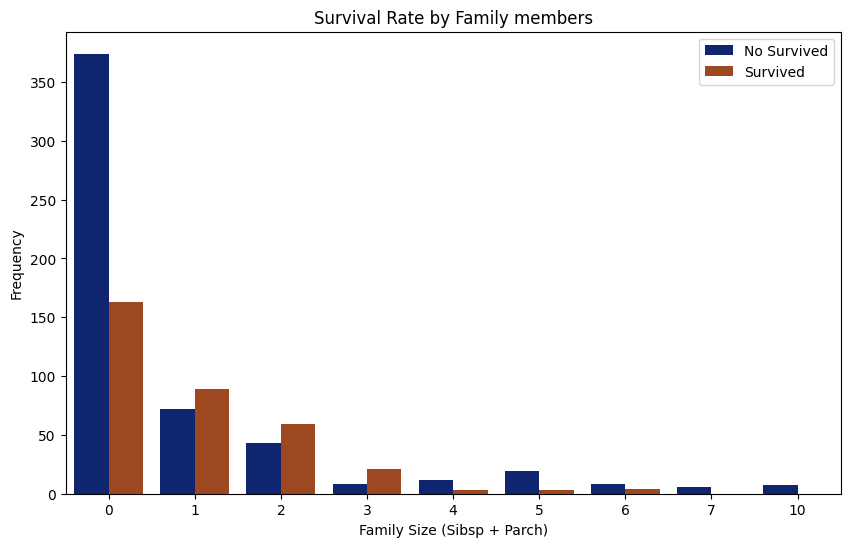 Survival Rate by Family members
No Survived
Survived
Frequency
350
300
250
200
150
100
50
0
0 1 2 3 4 5 6 7 10
Family Size (Sibsp + Parch)